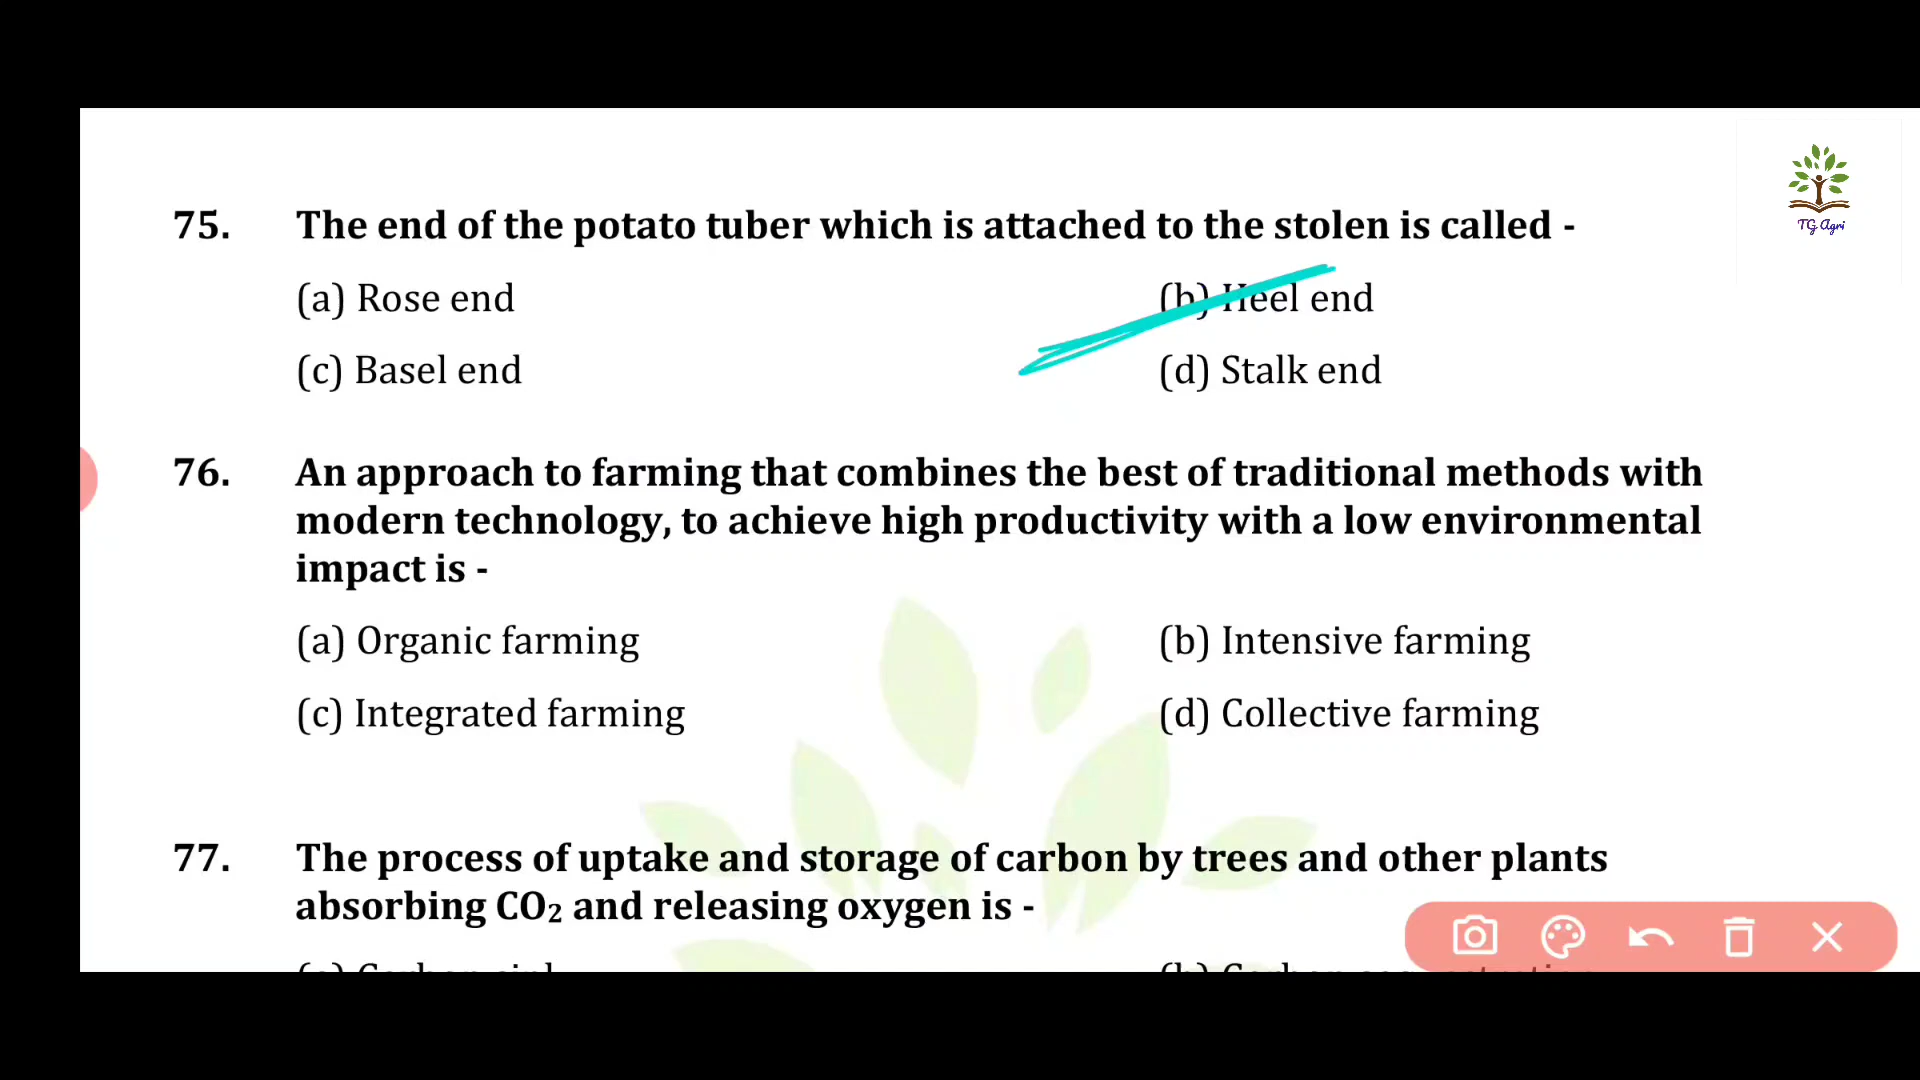 TG Agri
75. The end of the potato tuber which is attached to the stolen is called -
(a) Rose end (b) Heel end
(c) Basel end (d) Stalk end
76. An approach to farming that combines the best of traditional methods with
modern technology, to achieve high productivity with a low environmental
impact is -
(a) Organic farming (b) Intensive farming
(c) Integrated farming (d) Collective farming
77. The process of uptake and storage of carbon by trees and other plants
absorbing CO2 and releasing oxygen is -